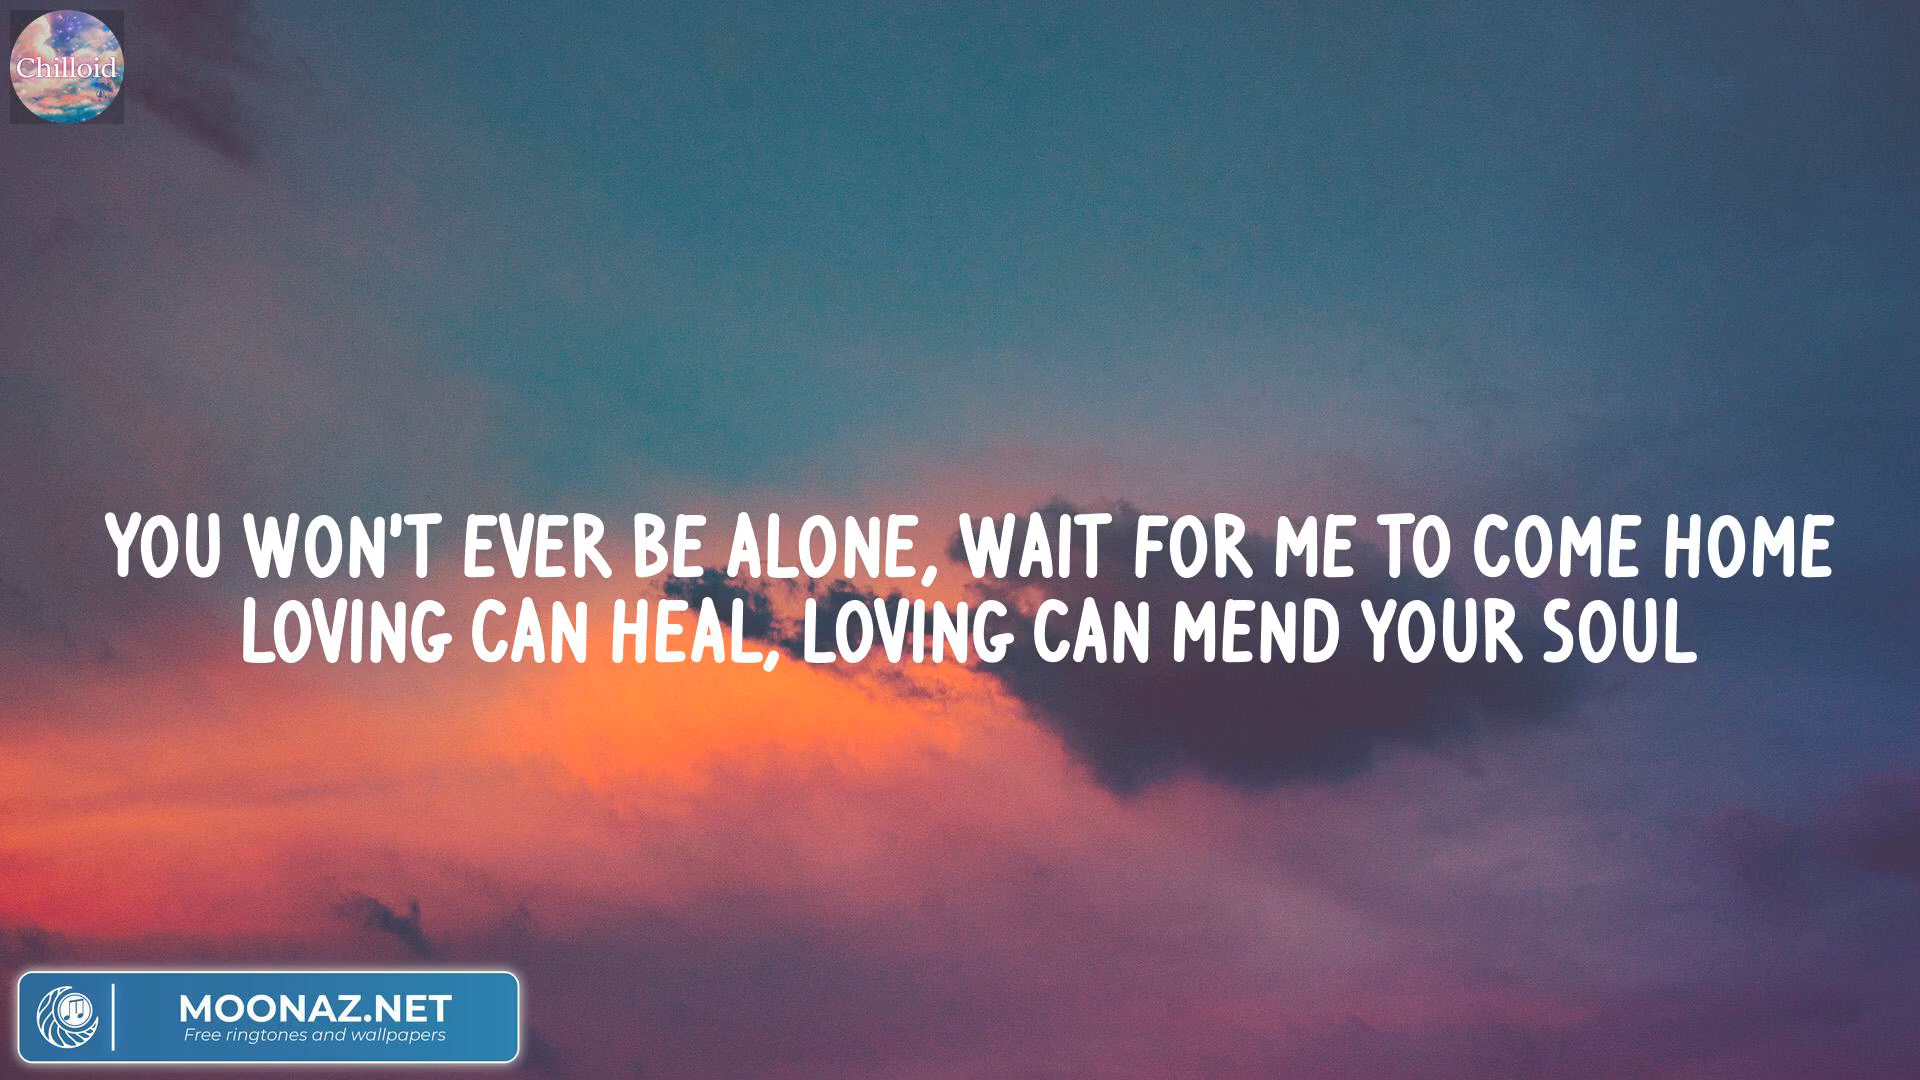 Chilloid
YOU WON'T EVER BE ALONE, WAIT FOR ME TO COME HOME
LOVING CAN HEAL, LOVING CAN MEND YOUR SOUL
MOONAZ.NET
Free ringtones and wallpapers